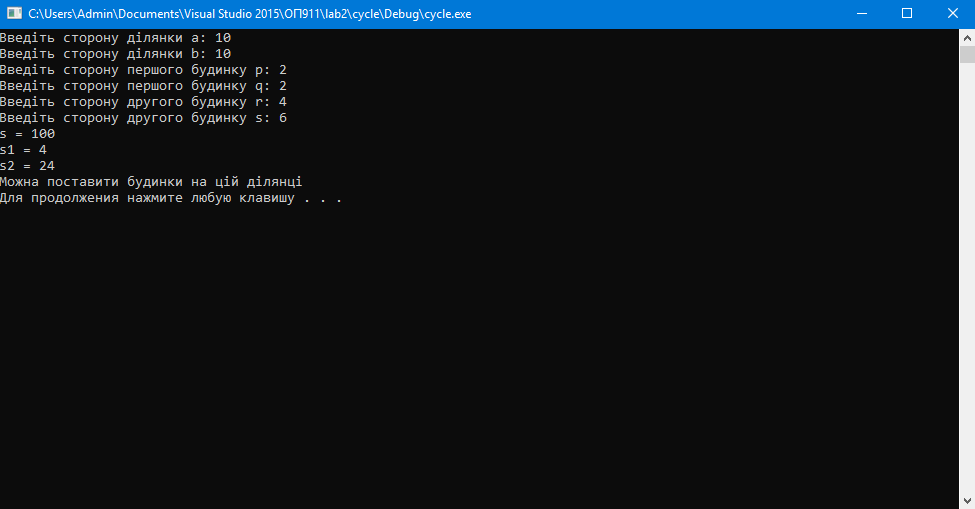 C:\Users\Admin\Documents\Visual Studio 2015\ОП911\lab2\cycle\Debug\cycle.exe
Введіть сторону ділянки a: 10
Введіть сторону ділянки b: 10
Введіть сторону першого будинку p: 2
Введіть сторону першого будинку q: 2
Введіть сторону другого будинку r: 4
Введіть сторону другого будинку s: 6
s = 100
s1 = 4
s2 = 24
Можна поставити будинки на цій ділянці
Для продолжения нажмите любую клавишу . . .